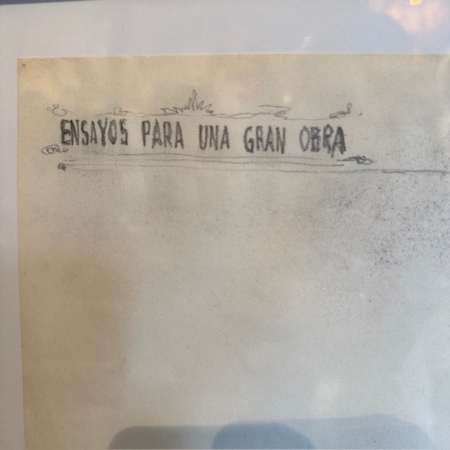 ENSAYOS PARA UNA GRAN OBRA